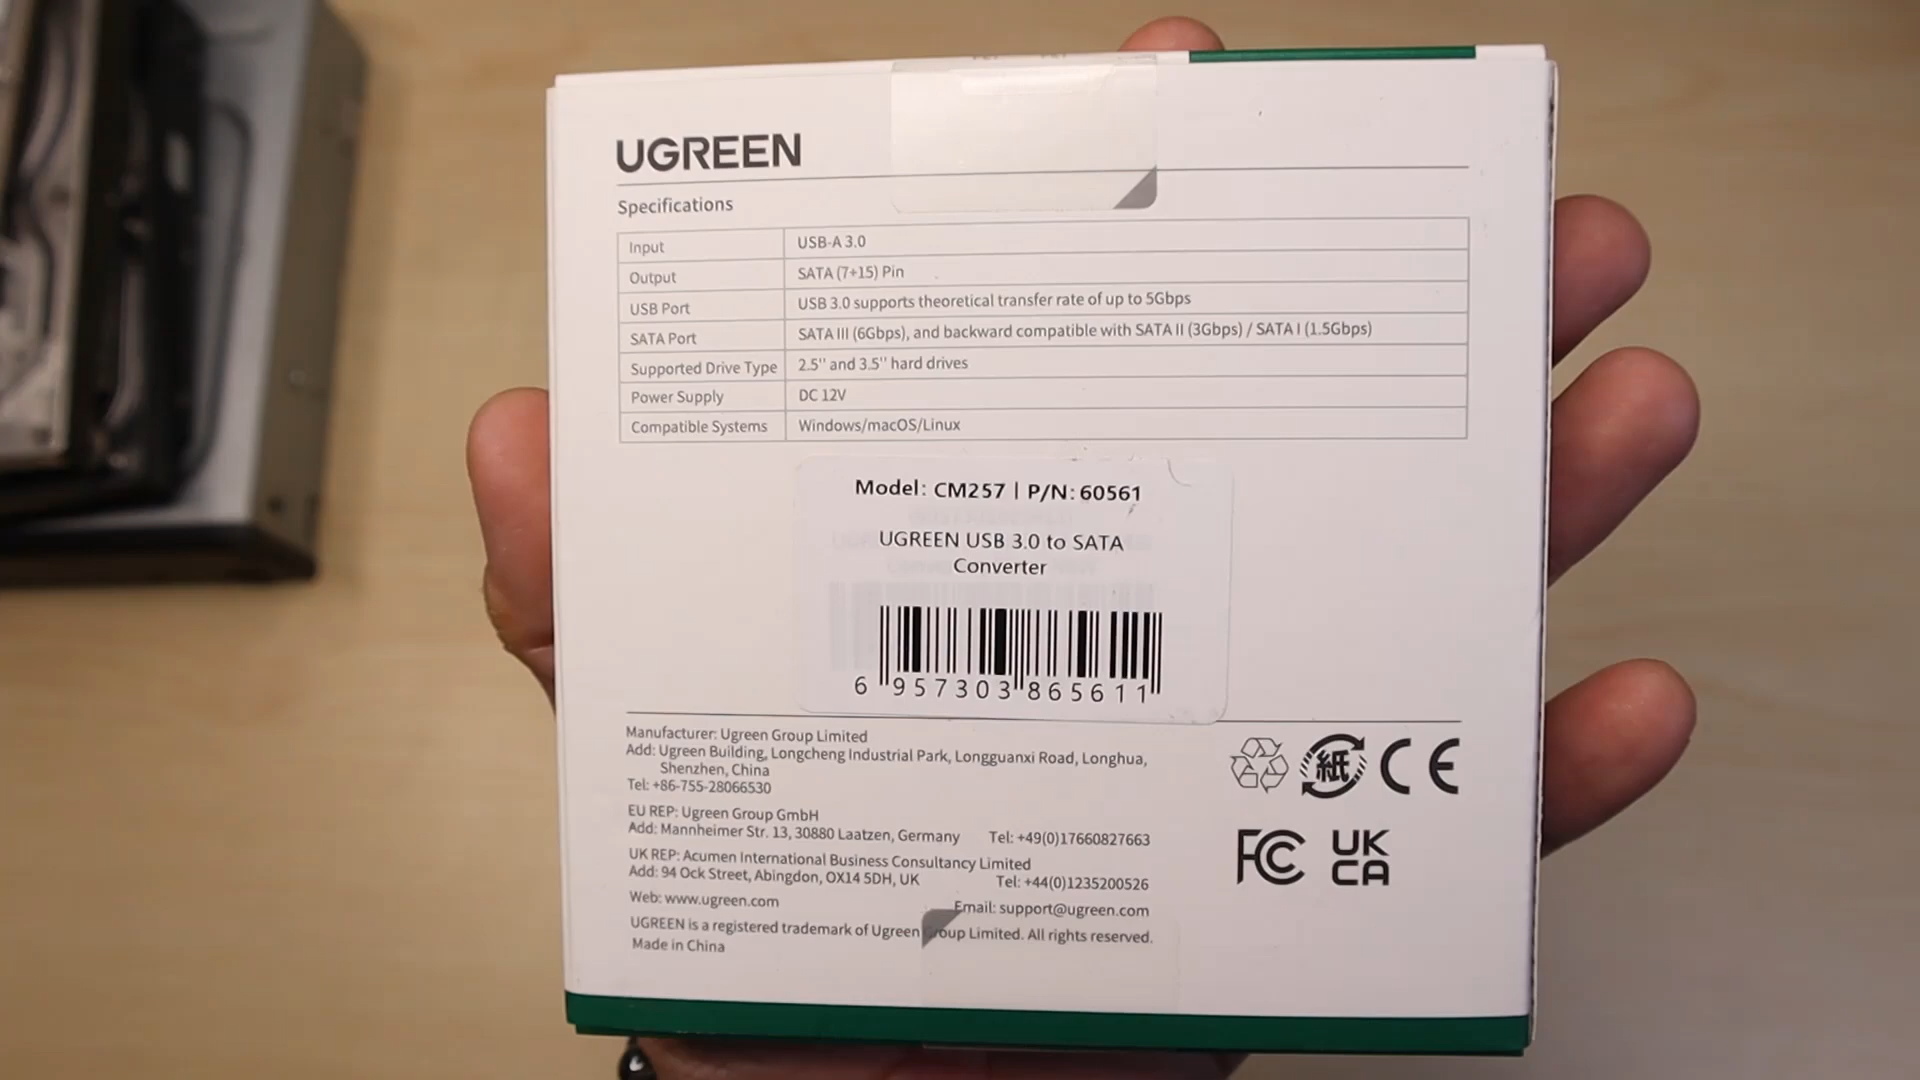 UGREEN
Specifications
Input USB-A 3.0
Output SATA (7+15) Pin
USB Port USB 3.0 supports theoretical transfer rate of up to 5Gbps
SATA Port SATA III (6Gbps), and backward compatible with SATA II (3Gbps) / SATA I (1.5Gbps)
Supported Drive Type 2.5'' and 3.5'' hard drives
Power Supply DC 12V
Compatible Systems Windows/macOS/Linux
Model: CM257 | P/N: 60561
UGREEN USB 3.0 to SATA
Converter
6 957303 865611
Manufacturer: Ugreen Group Limited
Add: Ugreen Building, Longcheng Industrial Park, Longguanxi Road, Longhua,
Shenzhen, China
Tel: +86-755-28066530
EU REP: Ugreen Group GmbH
Add: Mannheimer Str. 13, 30880 Laatzen, Germany Tel: +49(0)17660827663
UK REP: Acumen International Business Consultancy Limited
Add: 94 Ock Street, Abingdon, OX14 5DH, UK Tel: +44(0)1235200526
Web: www.ugreen.com Email: support@ugreen.com
UGREEN is a registered trademark of Ugreen Group Limited. All rights reserved.
Made in China
紙
CE
FC
UK
CA